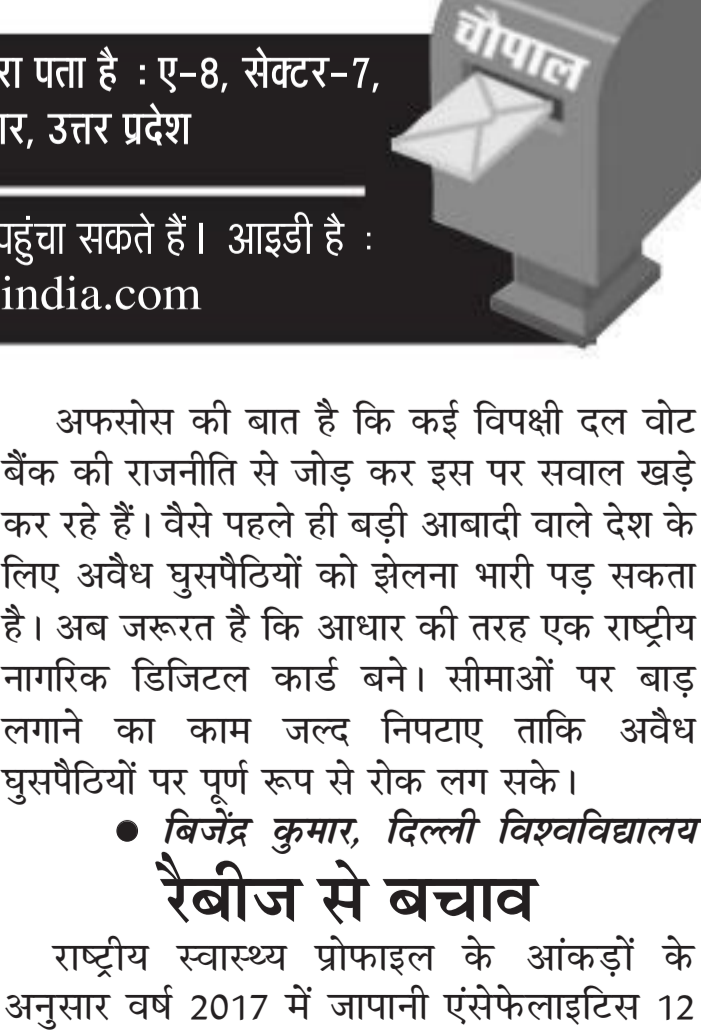 चौपाल
रा पता है : ए-8, सेक्टर-7,
ार, उत्तर प्रदेश
पहुंचा सकते हैं। आइडी है :
india.com
अफसोस की बात है कि कई विपक्षी दल वोट
बैंक की राजनीति से जोड़ कर इस पर सवाल खड़े
कर रहे हैं। वैसे पहले ही बड़ी आबादी वाले देश के
लिए अवैध घुसपैठियों को झेलना भारी पड़ सकता
है। अब जरूरत है कि आधार की तरह एक राष्ट्रीय
नागरिक डिजिटल कार्ड बने। सीमाओं पर बाड़
लगाने का काम जल्द निपटाए ताकि अवैध
घुसपैठियों पर पूर्ण रूप से रोक लग सके।
● बिजेंद्र कुमार, दिल्ली विश्वविद्यालय
रैबीज से बचाव
राष्ट्रीय स्वास्थ्य प्रोफाइल के आंकड़ों के
अनुसार वर्ष 2017 में जापानी एंसेफेलाइटिस 12